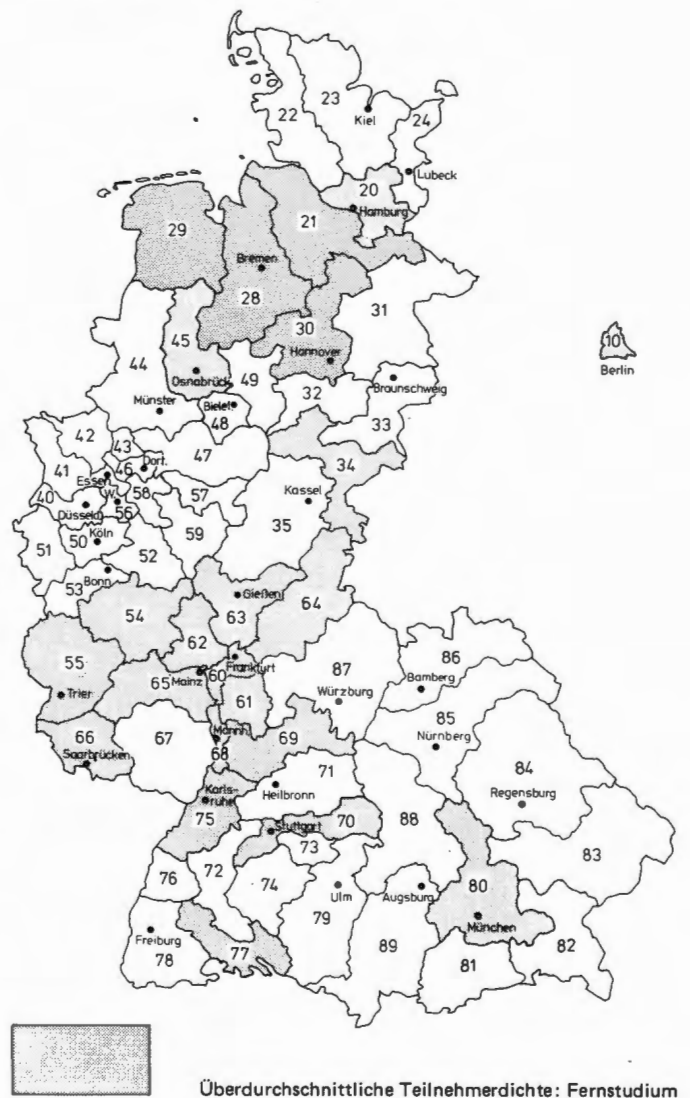 23
22
24
Kiel
Lubeck
20
Hamburg
21
29
Bremen
28
31
30
10
Berlin
45
Hannover
44
Osnabrück
49
Braunschweig
32
Münster
Bielef.
48
33
42
43
47
34
41
46
Dort.
Essen
W.
58
57
40
Düsseld.
56
Kassel
35
59
51
50
Köln
52
Bonn
53
54
Gießen
64
63
62
86
55
Frankfurt
87
65
Mainz
60
Bamberg
Trier
61
Würzburg
85
66
67
Mannh.
69
Nürnberg
Saarbrücken
68
84
71
Karls-
ruhe
Heilbronn
Regensburg
75
70
88
Stuttgart
73
83
76
72
74
80
Ulm
Augsburg
79
München
Freiburg
77
78
89
81
82
Überdurchschnittliche Teilnehmerdichte: Fernstudium